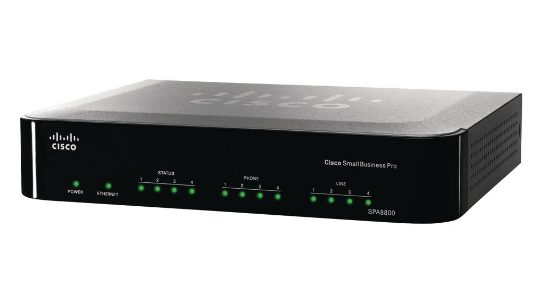 CISCO
CISCO
Cisco Small Business Pro
STATUS
1 2 3 4
PHONE
1 2 3 4
LINE
1 2 3 4
POWER
ETHERNET
SPA8800